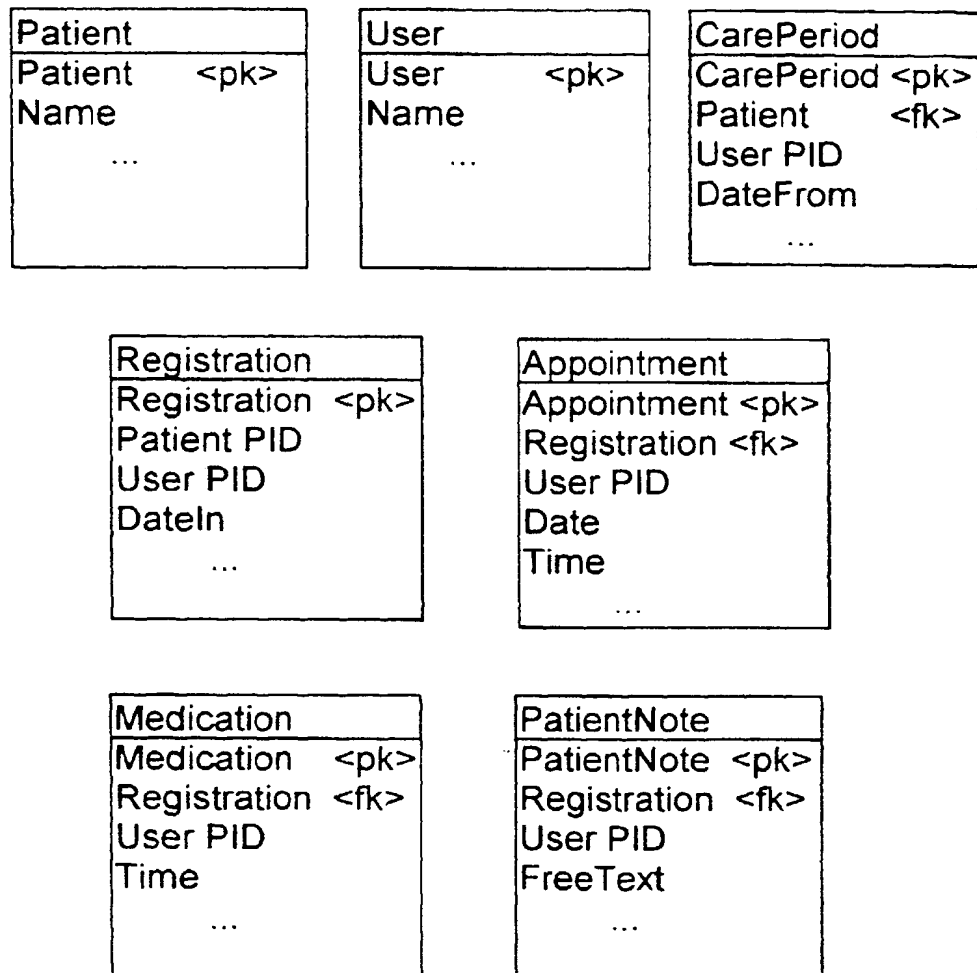 Patient
Patient <pk>
Name
...
User
User <pk>
Name
...
CarePeriod
CarePeriod <pk>
Patient <fk>
User PID
DateFrom
...
Registration
Registration <pk>
Patient PID
User PID
DateIn
...
Appointment
Appointment <pk>
Registration <fk>
User PID
Date
Time
...
Medication
Medication <pk>
Registration <fk>
User PID
Time
...
PatientNote
PatientNote <pk>
Registration <fk>
User PID
FreeText
...